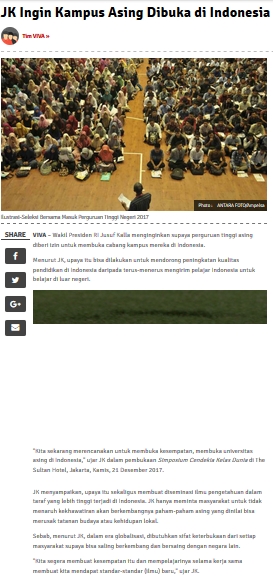 JK Ingin Kampus Asing Dibuka di Indonesia
Tim VIVA »
Photo : ANTARA FOTO/Ampelsa
Ilustrasi-Seleksi Bersama Masuk Perguruan Tinggi Negeri 2017
SHARE
VIVA – Wakil Presiden RI Jusuf Kalla menginginkan supaya perguruan tinggi asing
diberi izin untuk membuka cabang kampus mereka di Indonesia.
Menurut JK, upaya itu bisa dilakukan untuk mendorong peningkatan kualitas
pendidikan di Indonesia daripada terus-menerus mengirim pelajar Indonesia untuk
belajar di luar negeri.
G+
"Kita sekarang merencanakan untuk membuka kesempatan, membuka universitas
asing di Indonesia," ujar JK dalam pembukaan Simposium Cendekia Kelas Dunia di The
Sultan Hotel, Jakarta, Kamis, 21 Desember 2017.
JK menyampaikan, upaya itu sekaligus membuat diseminasi ilmu pengetahuan dalam
taraf yang lebih tinggi terjadi di Indonesia. JK hanya meminta masyarakat untuk tidak
menaruh kekhawatiran akan berkembangnya paham-paham asing yang dinilai bisa
merusak tatanan budaya atau kehidupan lokal.
Sebab, menurut JK, dalam era globalisasi, dibutuhkan sifat keterbukaan dari setiap
masyarakat supaya bisa saling berkembang dan bersaing dengan negara lain.
"Kita segera membuat kesempatan itu dan mempelajarinya selama kerja sama
membuat kita mendapat standar-standar (ilmu) baru," ujar JK.